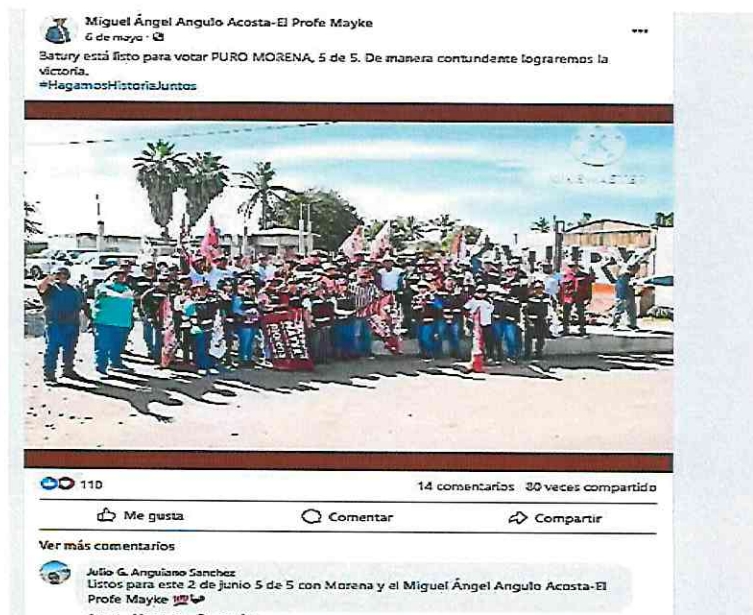 Miguel Ángel Angulo Acosta-El Profe Mayke
6 de mayo ·
Batury está listo para votar PURO MORENA, 5 de 5. De manera contundente lograremos la
victoria.
#HagamosHistoriaJuntos
MAYKE
110
14 comentarios 80 veces compartido
Me gusta
Comentar
Compartir
Ver más comentarios
Julio G. Anguiano Sanchez
Listos para este 2 de junio 5 de 5 con Morena y el Miguel Ángel Angulo Acosta-El
Profe Mayke 💯